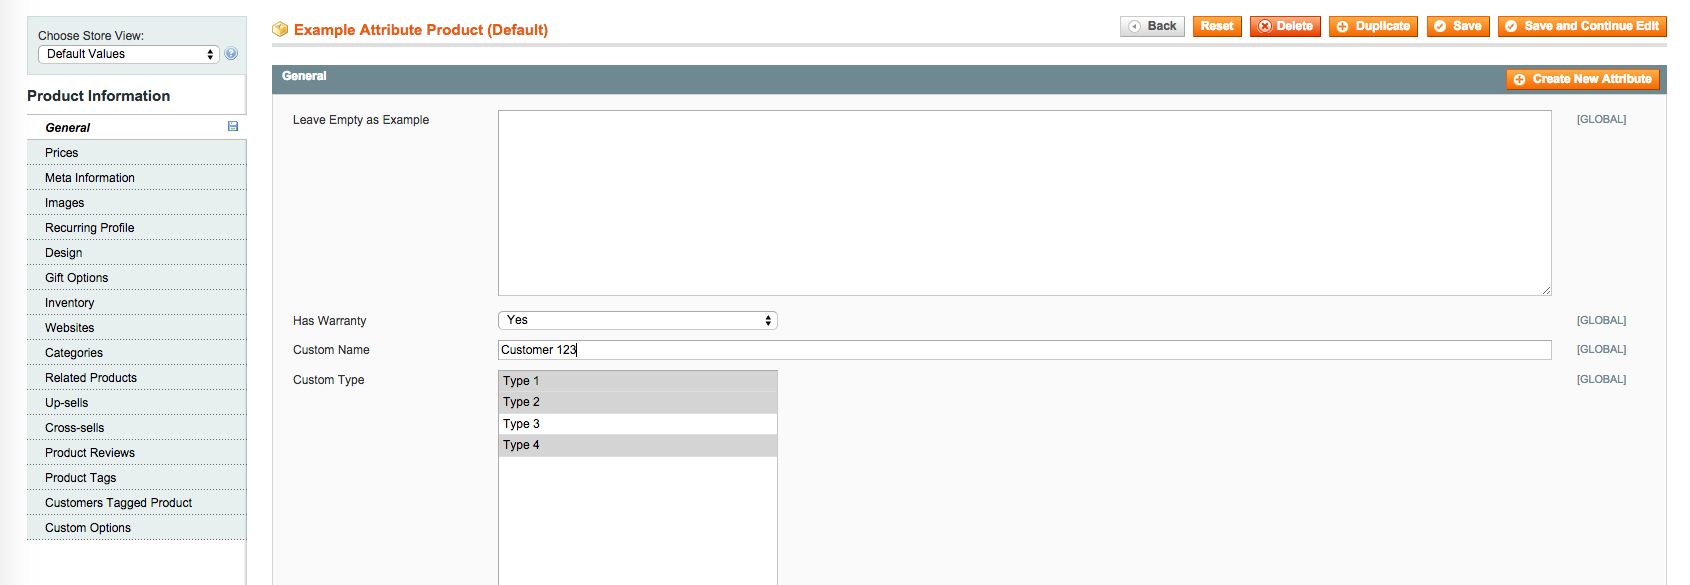 Choose Store View:
Default Values
Product Information
General
Prices
Meta Information
Images
Recurring Profile
Design
Gift Options
Inventory
Websites
Categories
Related Products
Up-sells
Cross-sells
Product Reviews
Product Tags
Customers Tagged Product
Custom Options
Example Attribute Product (Default)
Back Reset Delete Duplicate Save Save and Continue Edit
General
Create New Attribute
Leave Empty as Example [GLOBAL]
Has Warranty Yes [GLOBAL]
Custom Name Customer 123 [GLOBAL]
Custom Type Type 1 [GLOBAL]
Type 2
Type 3
Type 4